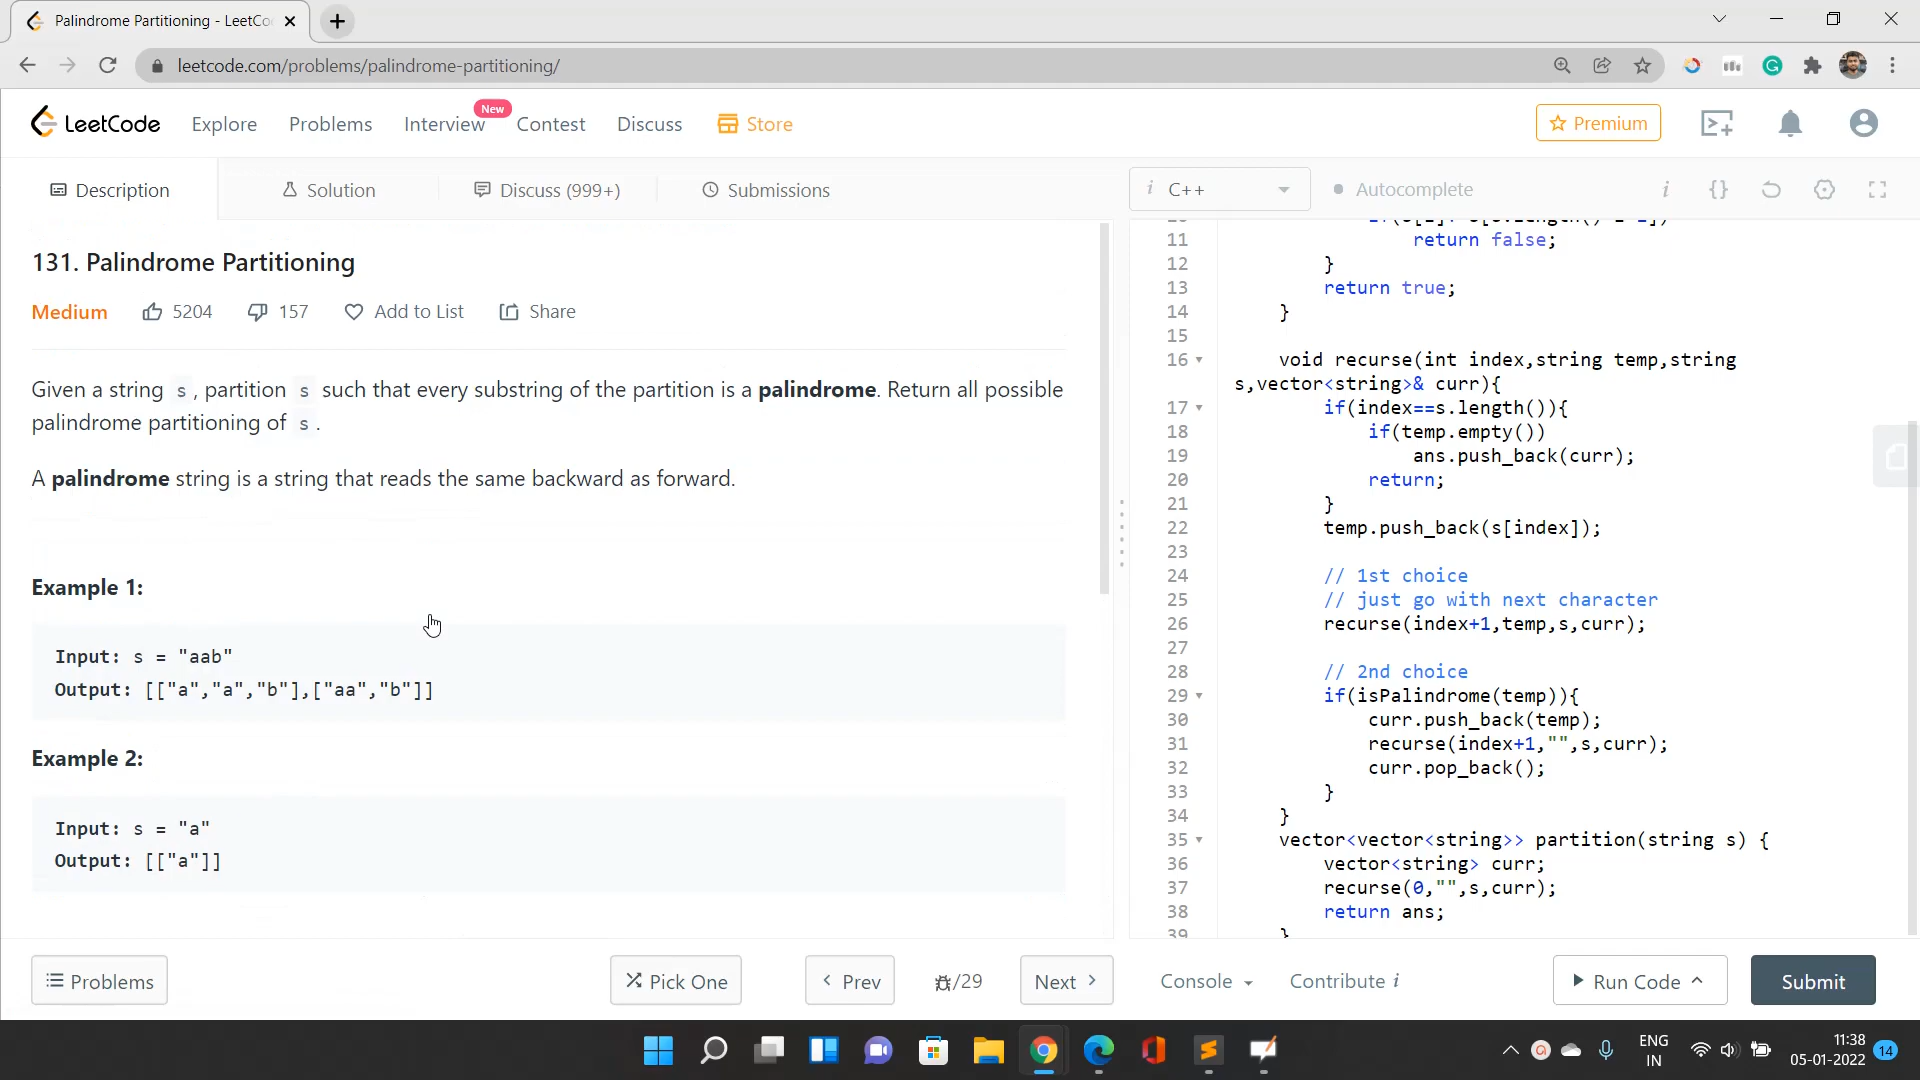 Palindrome Partitioning - LeetCo
leetcode.com/problems/palindrome-partitioning/
LeetCode
Explore
Problems
Interview
New
Contest
Discuss
Store
Premium
Description
Solution
Discuss (999+)
Submissions
i C++
Autocomplete
131. Palindrome Partitioning
Medium
5204
157
Add to List
Share
Given a string s, partition s such that every substring of the partition is a palindrome. Return all possible
palindrome partitioning of s.
A palindrome string is a string that reads the same backward as forward.
Example 1:
Input: s = "aab"
Output: [["a","a","b"],["aa","b"]]
Example 2:
Input: s = "a"
Output: [["a"]]
11 return false;
12 }
13 return true;
14 }
15
16 void recurse(int index,string temp,string
s,vector<string>& curr){
17 if(index==s.length()){
18 if(temp.empty())
19 ans.push_back(curr);
20 return;
21 }
22 temp.push_back(s[index]);
23
24 // 1st choice
25 // just go with next character
26 recurse(index+1,temp,s,curr);
27
28 // 2nd choice
29 if(isPalindrome(temp)){
30 curr.push_back(temp);
31 recurse(index+1,"",s,curr);
32 curr.pop_back();
33 }
34 }
35 vector<vector<string>> partition(string s) {
36 vector<string> curr;
37 recurse(0,"",s,curr);
38 return ans;
39 }
Problems
Pick One
Prev
/29
Next
Console
Contribute i
Run Code
Submit
ENG
IN
11:38
05-01-2022
14